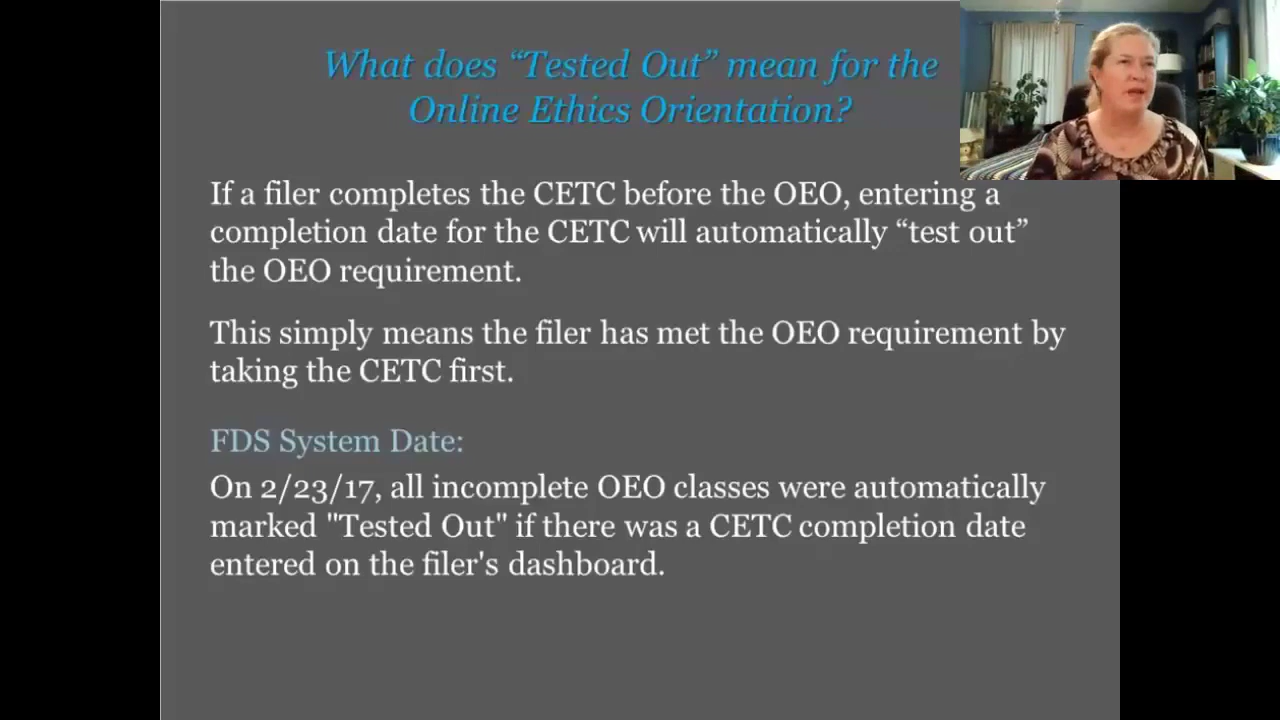 What does “Tested Out” mean for the
Online Ethics Orientation?
If a filer completes the CETC before the OEO, entering a
completion date for the CETC will automatically “test out”
the OEO requirement.
This simply means the filer has met the OEO requirement by
taking the CETC first.
FDS System Date:
On 2/23/17, all incomplete OEO classes were automatically
marked "Tested Out" if there was a CETC completion date
entered on the filer's dashboard.